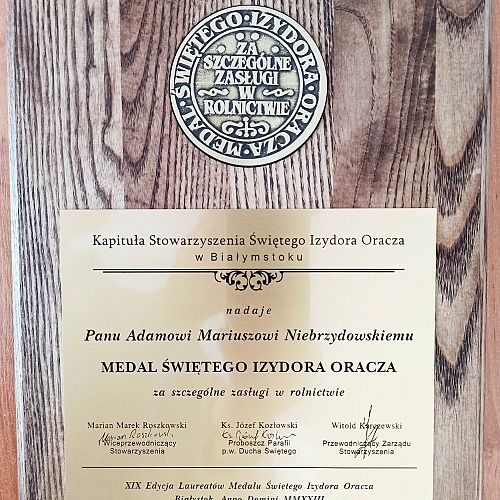 MEDAL ŚWIĘTEGO IZYDORA ORACZA
ZA
SZCZEGÓLNE
ZASŁUGI
W
ROLNICTWIE
Kapituła Stowarzyszenia Świętego Izydora Oracza
w Białymstoku
nadaje
Panu Adamowi Mariuszowi Niebrzydowskiemu
MEDAL ŚWIĘTEGO IZYDORA ORACZA
za szczególne zasługi w rolnictwie
Marian Marek Roszkowski Ks. Józef Kozłowski Witold Karczewski
Wiceprzewodniczący Proboszcz Parafii Przewodniczący Zarządu
Stowarzyszenia p.w. Ducha Świętego Stowarzyszenia
XIX Edycja Laureatów Medalu Świętego Izydora Oracza
Białystok, Anno Domini MMXXIII